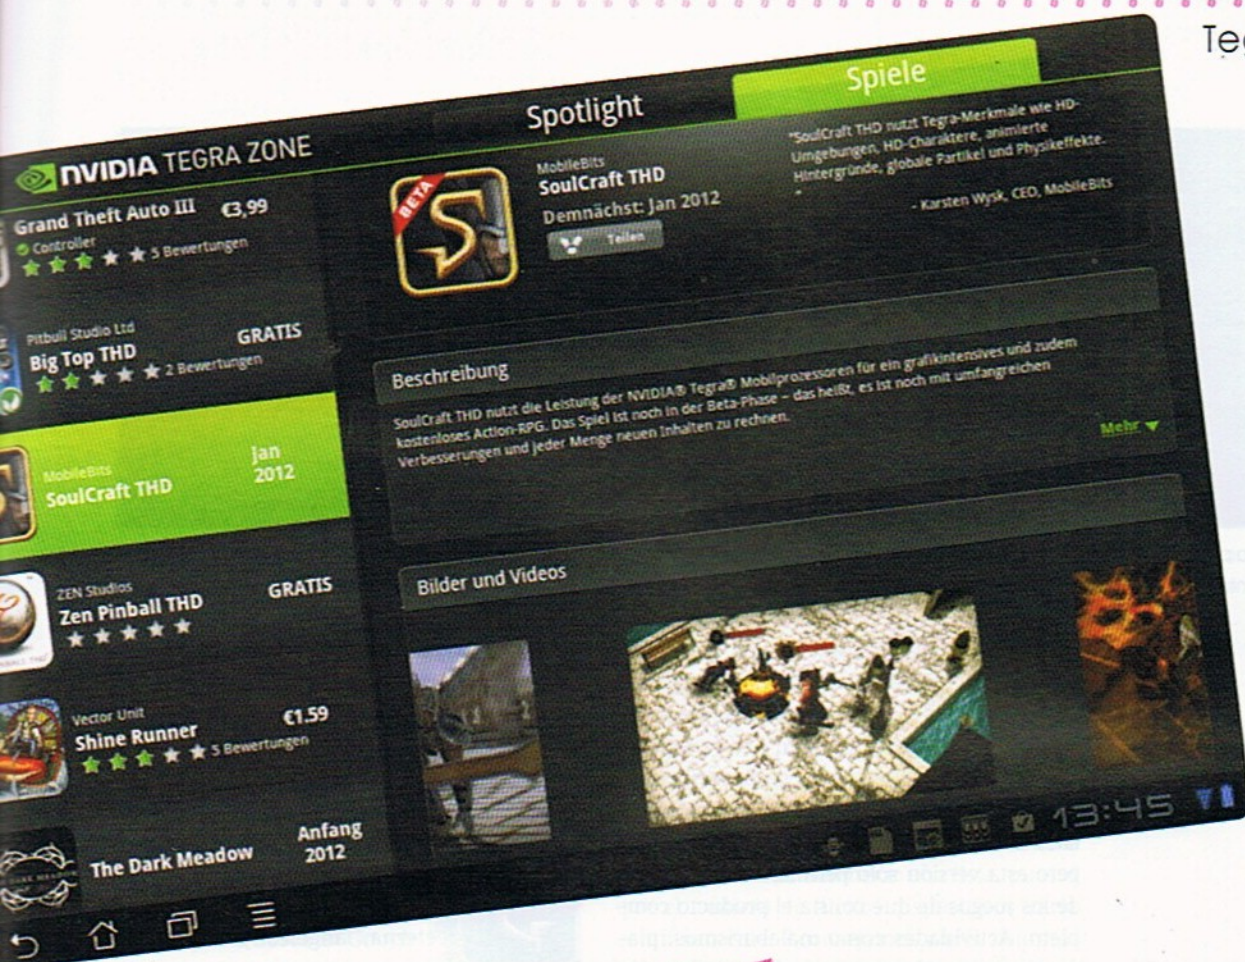 Te
Spotlight
Spiele
NVIDIA TEGRA ZONE
Grand Theft Auto III €3,99
Controller
5 Bewertungen
Pitbull Studio Ltd
Big Top THD GRATIS
2 Bewertungen
MobileBits
SoulCraft THD
Jan
2012
ZEN Studios
Zen Pinball THD GRATIS
Vector Unit
Shine Runner €1.59
5 Bewertungen
The Dark Meadow
Anfang
2012
BETA
S
MobileBits
SoulCraft THD
Demnächst: Jan 2012
Teilen
"SoulCraft THD nutzt Tegra-Merkmale wie HD-
Umgebungen, HD-Charaktere, animierte
Hintergründe, globale Partikel und Physikeffekte.
"
- Karsten Wysk, CEO, MobileBits
Beschreibung
SoulCraft THD nutzt die Leistung der NVIDIA® Tegra® Mobilprozessoren für ein grafikintensives und zudem
kostenloses Action-RPG. Das Spiel ist noch in der Beta-Phase – das heißt, es ist noch mit umfangreichen
Verbesserungen und jeder Menge neuen Inhalten zu rechnen.
Mehr
Bilder und Videos
13:45